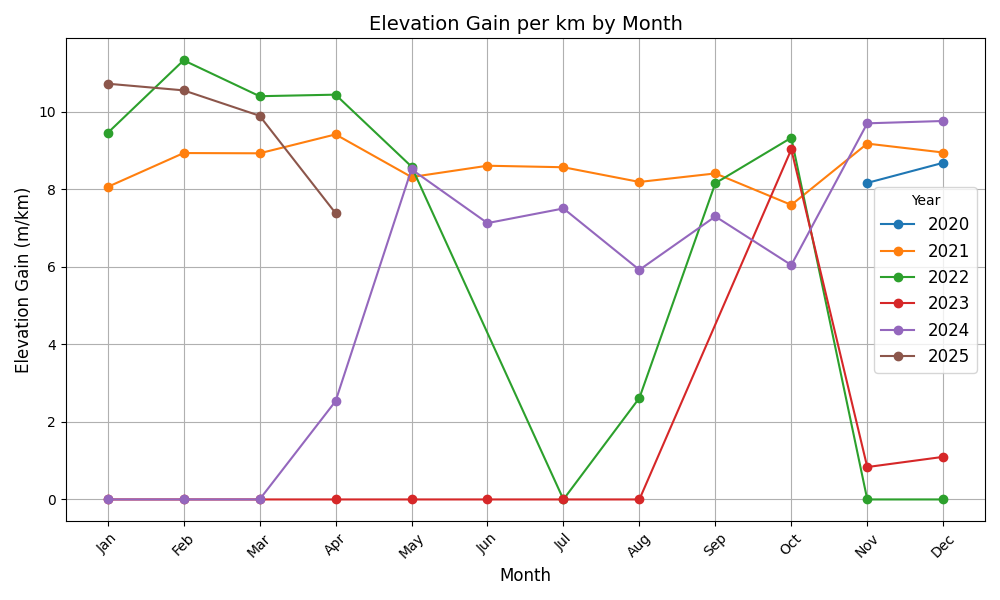 Elevation Gain per km by Month
Elevation Gain (m/km)
10
8
6
4
2
0
Year
2020
2021
2022
2023
2024
2025
Jan
Feb
Mar
Apr
May
Jun
Jul
Aug
Sep
Oct
Nov
Dec
Month